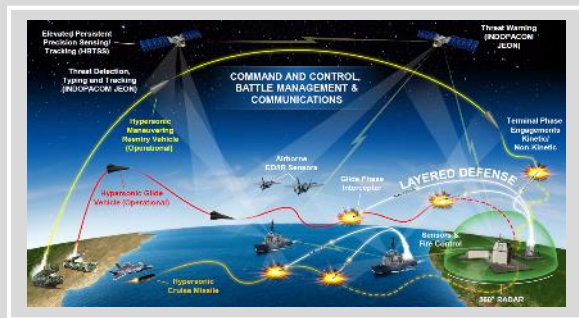 Elevated Persistent
Precision Sensing/
Tracking (HBTSS)
Threat Warning
(INDOPACOM
JEON)
Threat Detection,
Typing and Tracking
(INDOPACOM JEON)
COMMAND AND CONTROL,
BATTLE MANAGEMENT &
COMMUNICATIONS
Hypersonic
Maneuvering
Reentry Vehicle
(Operational)
Terminal Phase
Engagements
Kinetic/
Non-Kinetic
Airborne
EO/IR Sensors
Glide Phase
Interceptor
LAYERED DEFENSE
Hypersonic Glide
Vehicle (Operational)
Sensors &
Fire Control
Hypersonic
Cruise Missile
360° RADAR